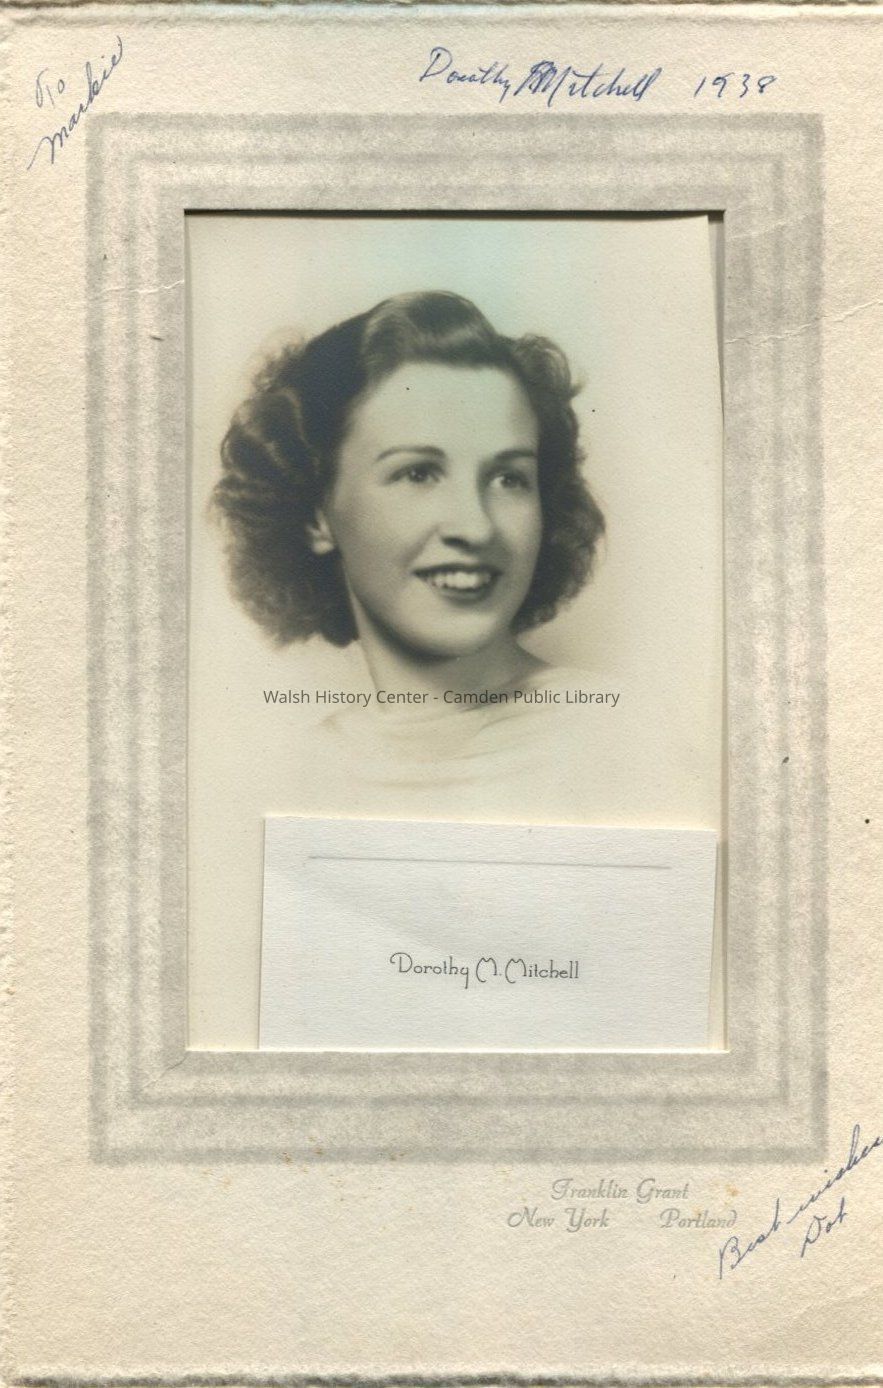 To
Markie
Dorothy M Mitchell 1938
Walsh History Center - Camden Public Library
Dorothy M. Mitchell
Franklin Grant
New York Portland
Best wishes
Dot